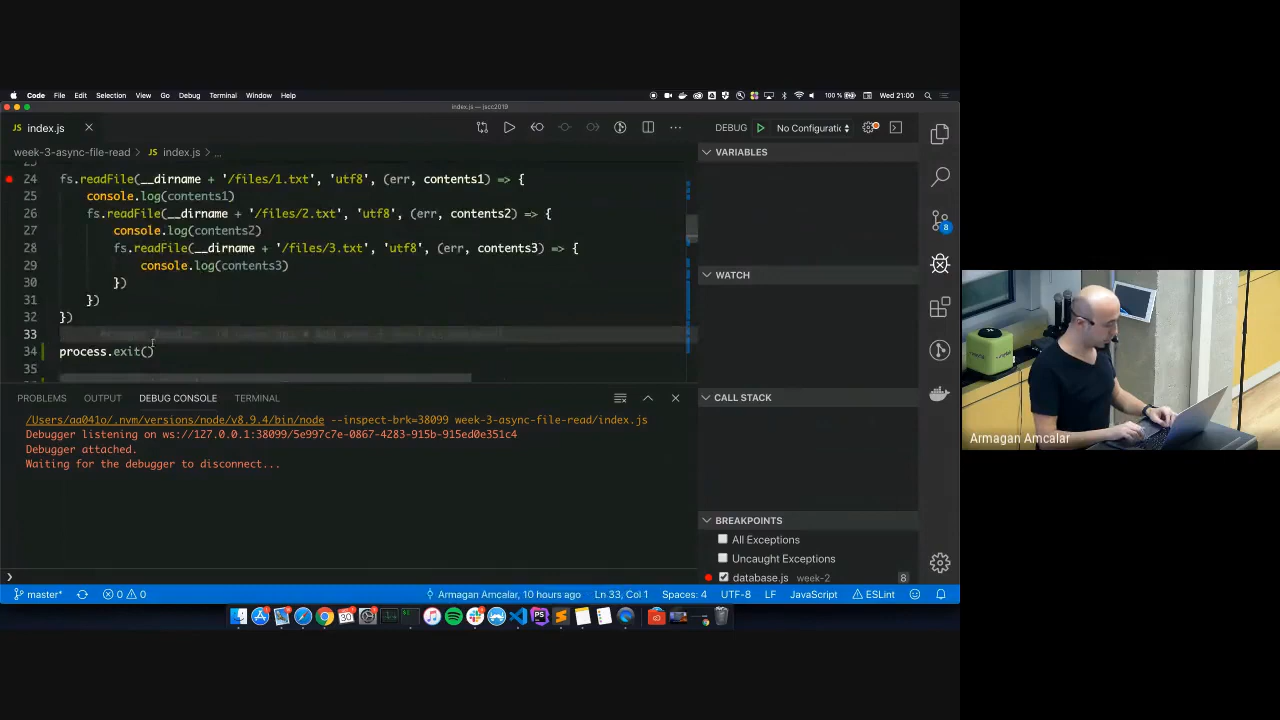 Code File Edit Selection View Go Debug Terminal Window Help
100 % Wed 21:00
index.js — jscc2019
JS index.js
DEBUG No Configuratic
week-3-async-file-read > JS index.js > ...
VARIABLES
24 fs.readFile(__dirname + '/files/1.txt', 'utf8', (err, contents1) => {
25 console.log(contents1)
26 fs.readFile(__dirname + '/files/2.txt', 'utf8', (err, contents2) => {
27 console.log(contents2)
28 fs.readFile(__dirname + '/files/3.txt', 'utf8', (err, contents3) => {
29 console.log(contents3)
30 })
31 })
32 })
33
34 process.exit()
35
WATCH
PROBLEMS OUTPUT DEBUG CONSOLE TERMINAL
/Users/aa041o/.nvm/versions/node/v8.9.4/bin/node --inspect-brk=38099 week-3-async-file-read/index.js
Debugger listening on ws://127.0.0.1:38099/5e997c7e-0867-4283-915b-915ed0e351c4
Debugger attached.
Waiting for the debugger to disconnect...
CALL STACK
BREAKPOINTS
All Exceptions
Uncaught Exceptions
database.js week-2 8
8
master* 0 0 Armagan Amcalar, 10 hours ago Ln 33, Col 1 Spaces: 4 UTF-8 LF JavaScript ESLint
Armagan Amcalar